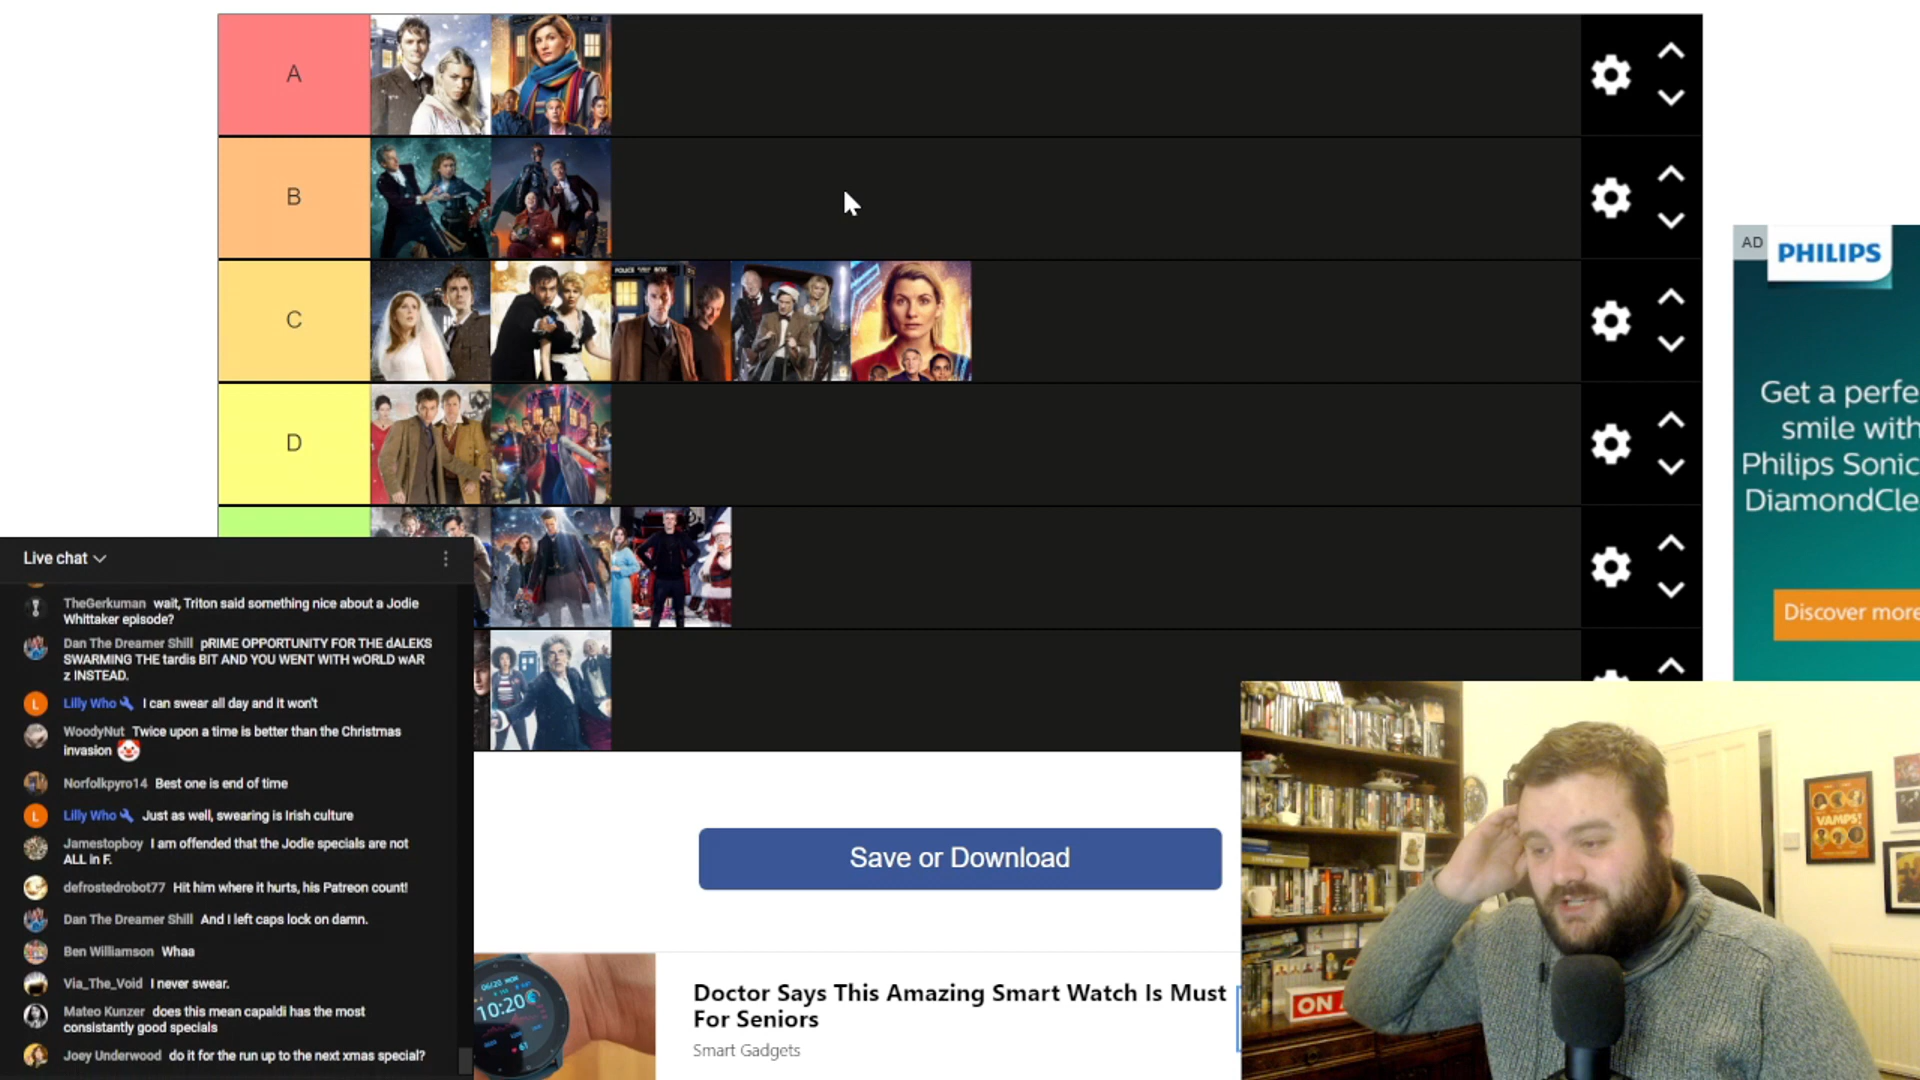 A
B
C
POLICE BOX
D
AD
PHILIPS
Get a perfe
smile with
Philips Sonic
DiamondCle
Discover more
Live chat
TheGerkuman wait, Triton said something nice about a Jodie
Whittaker episode?
Dan The Dreamer Shill pRIME OPPORTUNITY FOR THE dALEKS
SWARMING THE tardis BIT AND YOU WENT WITH wORLD wAR
z INSTEAD.
L Lilly Who I can swear all day and it won't
WoodyNut Twice upon a time is better than the Christmas
invasion
Norfolkpyro14 Best one is end of time
L Lilly Who Just as well, swearing is Irish culture
Jamestopboy I am offended that the Jodie specials are not
ALL in F.
defrostedrobot77 Hit him where it hurts, his Patreon count!
Dan The Dreamer Shill And I left caps lock on damn.
Ben Williamson Whaa
Via_The_Void I never swear.
Mateo Kunzer does this mean capaldi has the most
consistantly good specials
Joey Underwood do it for the run up to the next xmas special?
Save or Download
10:20
Doctor Says This Amazing Smart Watch Is Must
For Seniors
Smart Gadgets
VAMPS!
ON A